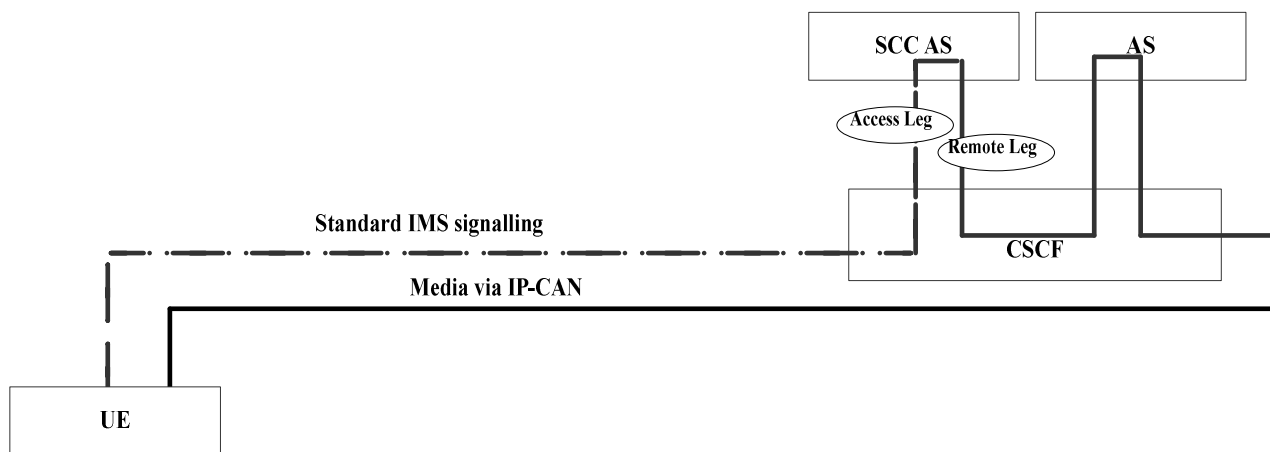 SCC AS
AS
Access Leg
Remote Leg
Standard IMS signalling
CSCF
Media via IP-CAN
UE